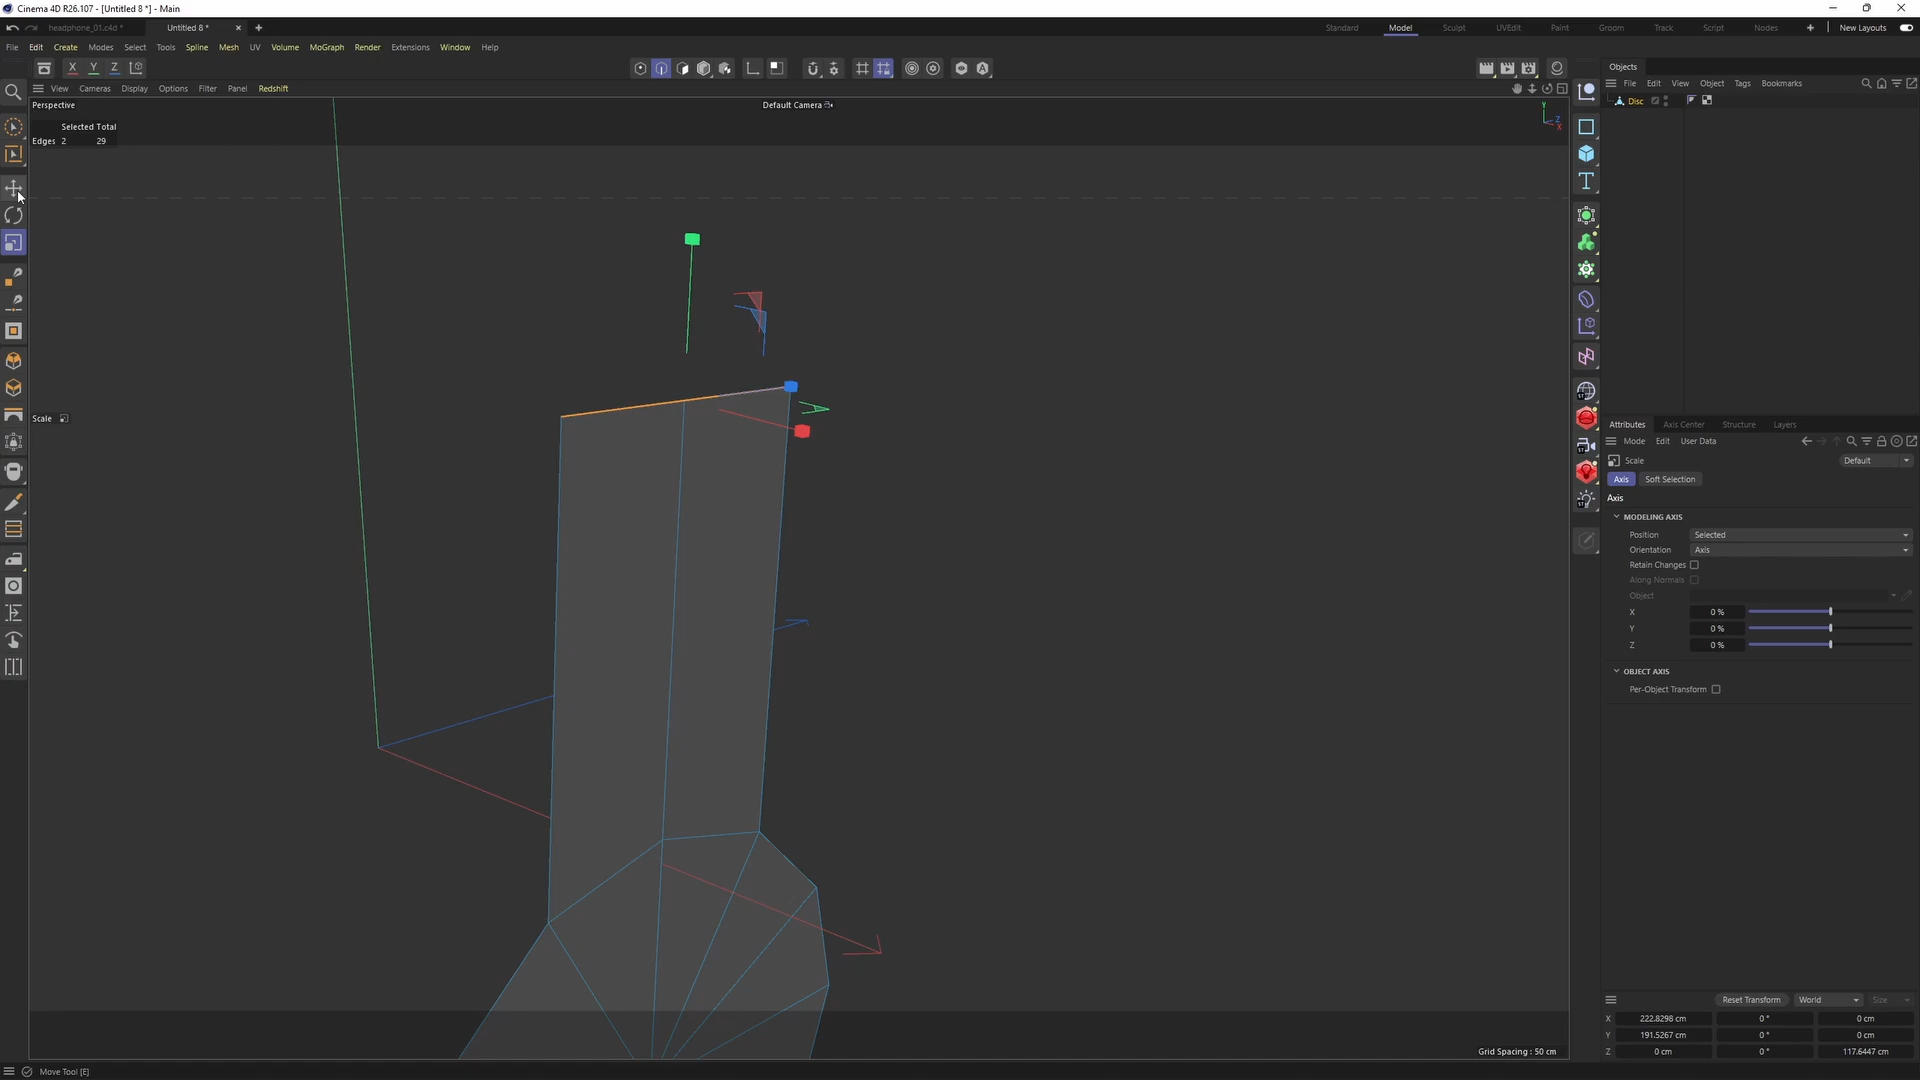 Cinema 4D R26.107 - [Untitled 8 *] - Main
headphone_01.c4d *
Untitled 8 *
Standard
Model
Sculpt
UVEdit
Paint
Groom
Track
Script
Nodes
New Layouts
File Edit Create Modes Select Tools Spline Mesh UV Volume MoGraph Render Extensions Window Help
X Y Z
View Cameras Display Options Filter Panel Redshift
Perspective
Default Camera
Selected Total
Edges 2 29
Y
Z
X
Scale
Grid Spacing : 50 cm
Objects
File Edit View Object Tags Bookmarks
Disc
Attributes Axis Center Structure Layers
Mode Edit User Data
Scale
Default
Axis Soft Selection
Axis
MODELING AXIS
Position Selected
Orientation Axis
Retain Changes
Along Normals
Object
X 0 %
Y 0 %
Z 0 %
OBJECT AXIS
Per-Object Transform
Reset Transform World Size
X 222.8298 cm 0 ° 0 cm
Y 191.5267 cm 0 ° 0 cm
Z 0 cm 0 ° 117.6447 cm
Move Tool [E]